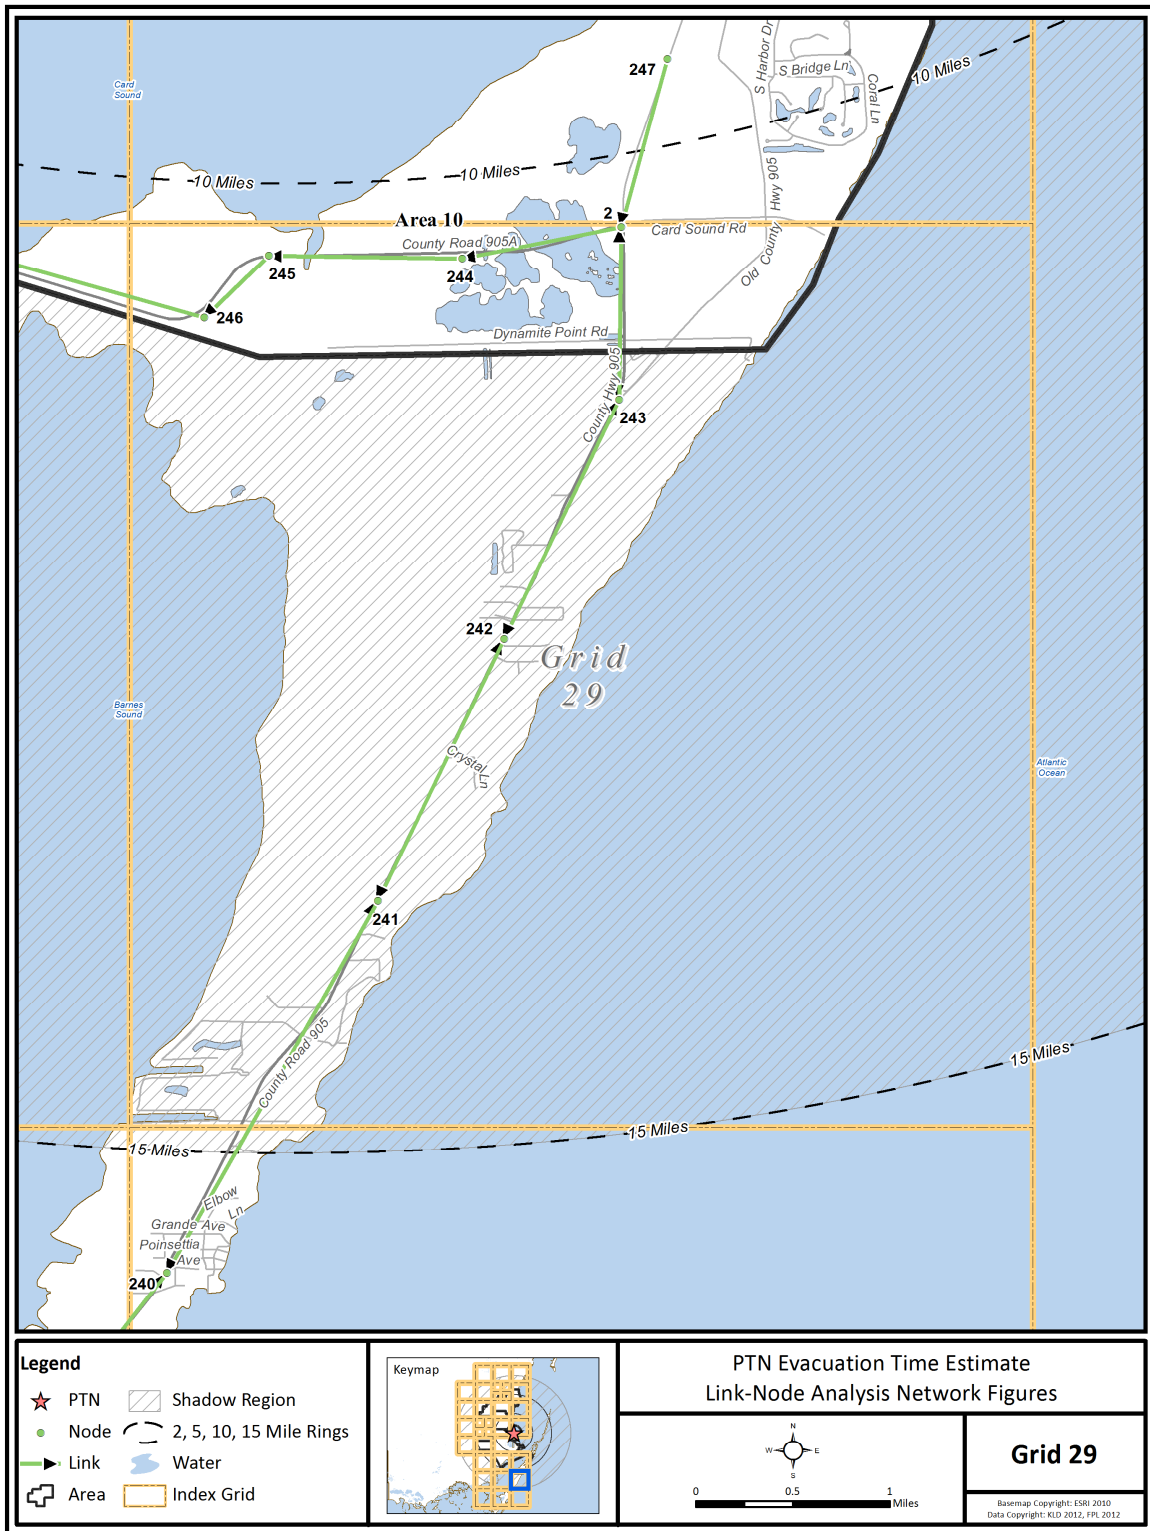 247
S Harbor Dr
S Bridge Ln
Coral Ln
10 Miles
Card
Sound
10 Miles
10 Miles
Old County Hwy 905
Area 10
2
Card Sound Rd
County Road 905A
245
244
246
Dynamite Point Rd
County Hwy 905
243
242
Grid
29
Barnes
Sound
Crystal Ln
Atlantic
Ocean
241
County Road 905
15 Miles
15 Miles
15 Miles
Elbow Ln
Grande Ave
Poinsettia
Ave
240
Legend
PTN
Shadow Region
Node
2, 5, 10, 15 Mile Rings
Link
Water
Area
Index Grid
Keymap
PTN Evacuation Time Estimate
Link-Node Analysis Network Figures
N
W E
S
0 0.5 1
Miles
Grid 29
Basemap Copyright: ESRI 2010
Data Copyright: KLD 2012, FPL 2012